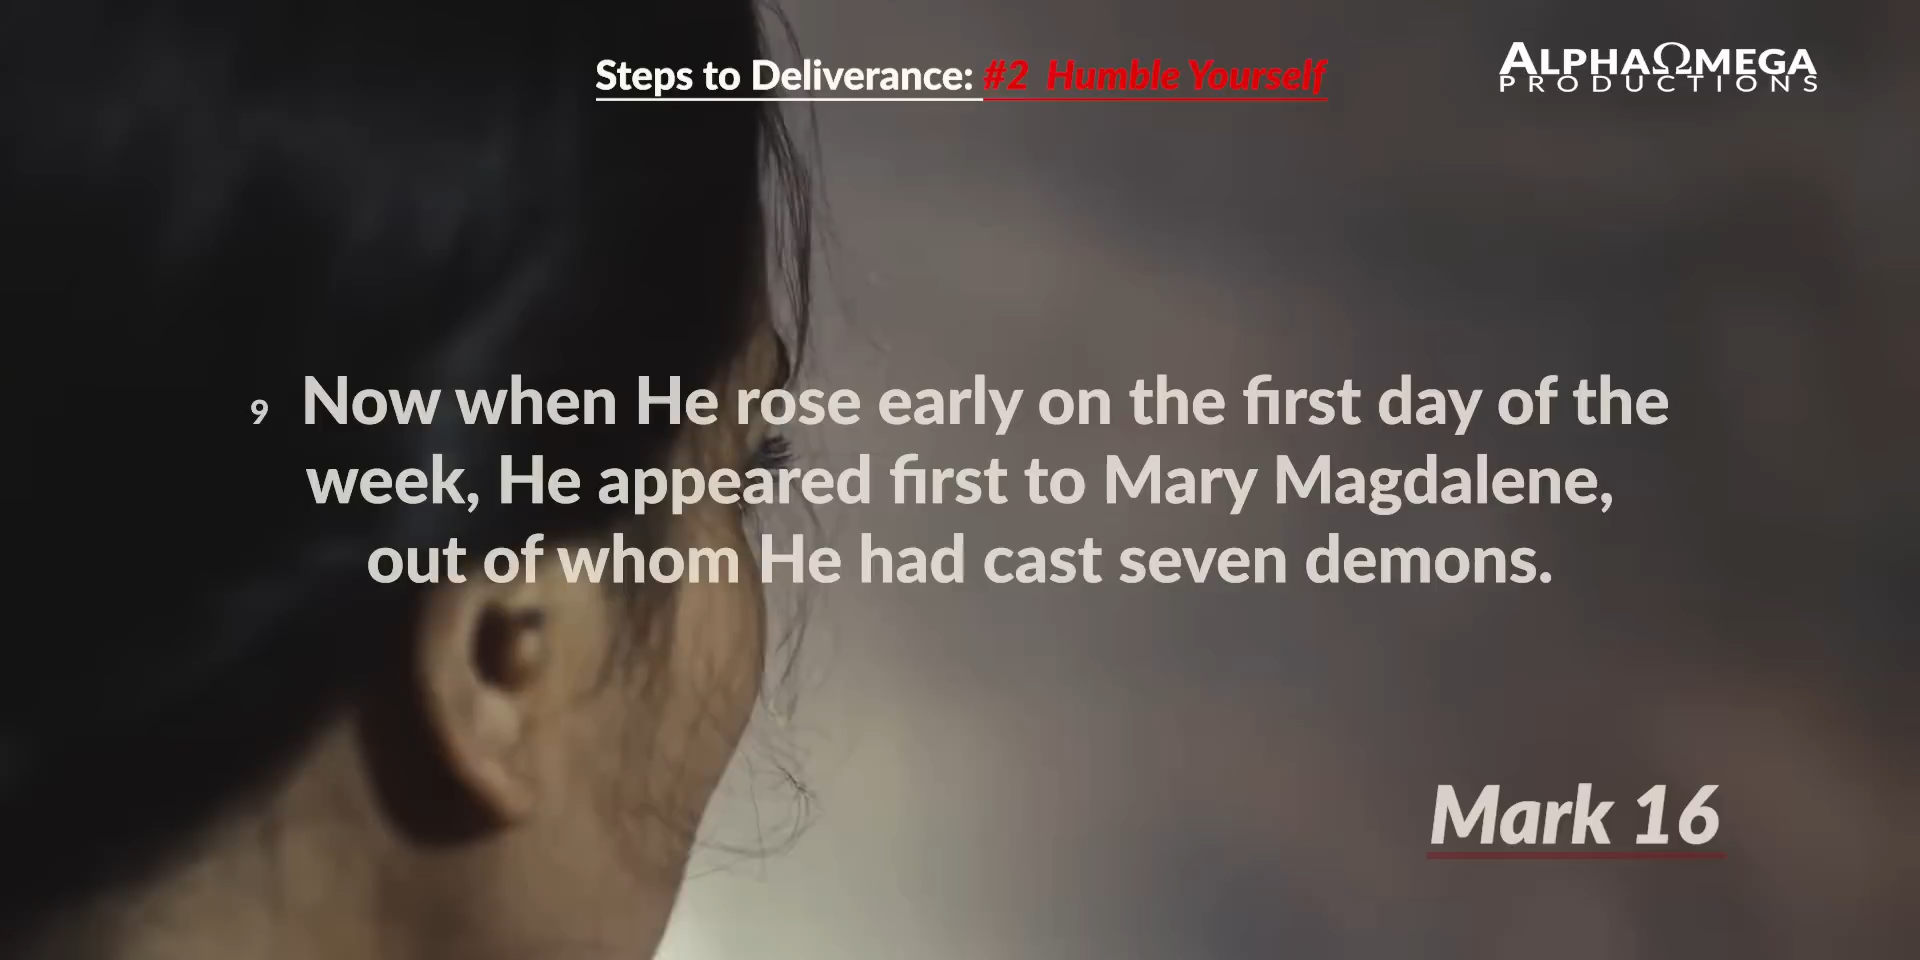 Steps to Deliverance: #2 Humble Yourself
ALPHAΩMEGA
PRODUCTIONS
9 Now when He rose early on the first day of the
week, He appeared first to Mary Magdalene,
out of whom He had cast seven demons.
Mark 16